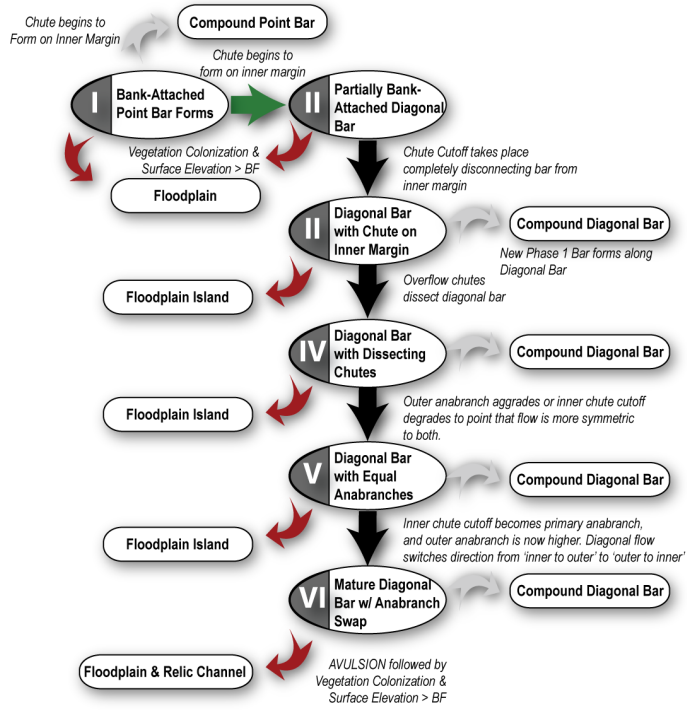 Chute begins to
Form on Inner Margin
Compound Point Bar
Chute begins to
form on inner margin
I
Bank-Attached
Point Bar Forms
II
Partially Bank-
Attached Diagonal
Bar
Vegetation Colonization &
Surface Elevation > BF
Floodplain
Chute Cutoff takes place
completely disconnecting bar from
inner margin
II
Diagonal Bar
with Chute on
Inner Margin
Compound Diagonal Bar
New Phase 1 Bar forms along
Diagonal Bar
Floodplain Island
Overflow chutes
dissect diagonal bar
IV
Diagonal Bar
with Dissecting
Chutes
Compound Diagonal Bar
Floodplain Island
Outer anabranch aggrades or inner chute cutoff
degrades to point that flow is more symmetric
to both.
V
Diagonal Bar
with Equal
Anabranches
Compound Diagonal Bar
Floodplain Island
Inner chute cutoff becomes primary anabranch,
and outer anabranch is now higher. Diagonal flow
switches direction from ‘inner to outer’ to ‘outer to inner’
VI
Mature Diagonal
Bar w/ Anabranch
Swap
Compound Diagonal Bar
Floodplain & Relic Channel
AVULSION followed by
Vegetation Colonization &
Surface Elevation > BF